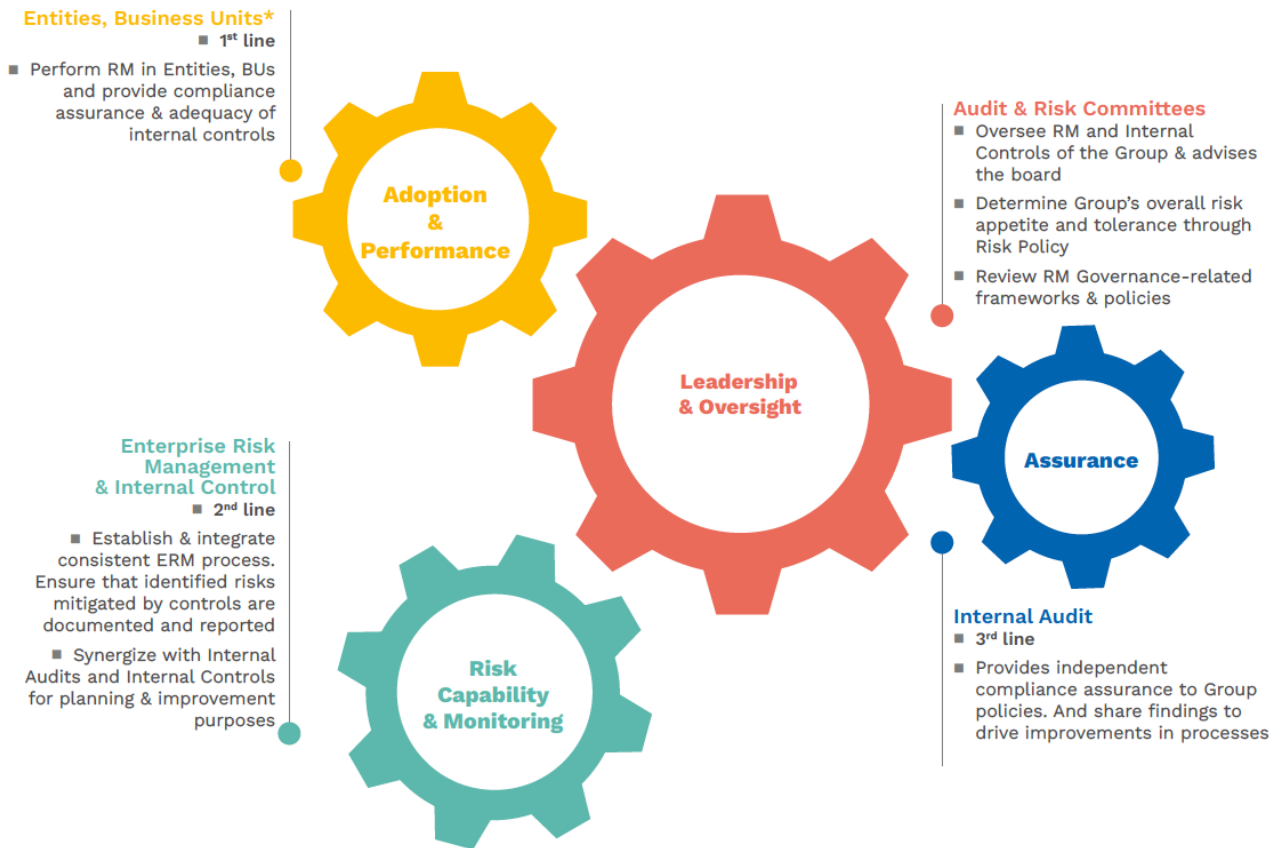 Entities, Business Units*
■ 1st line
■ Perform RM in Entities, BUs
and provide compliance
assurance & adequacy of
internal controls
Adoption
&
Performance
Audit & Risk Committees
■ Oversee RM and Internal
Controls of the Group & advises
the board
■ Determine Group’s overall risk
appetite and tolerance through
Risk Policy
■ Review RM Governance-related
frameworks & policies
Leadership
& Oversight
Enterprise Risk
Management
& Internal Control
■ 2nd line
■ Establish & integrate
consistent ERM process.
Ensure that identified risks
mitigated by controls are
documented and reported
■ Synergize with Internal
Audits and Internal Controls
for planning & improvement
purposes
Risk
Capability
& Monitoring
Assurance
Internal Audit
■ 3rd line
■ Provides independent
compliance assurance to Group
policies. And share findings to
drive improvements in processes